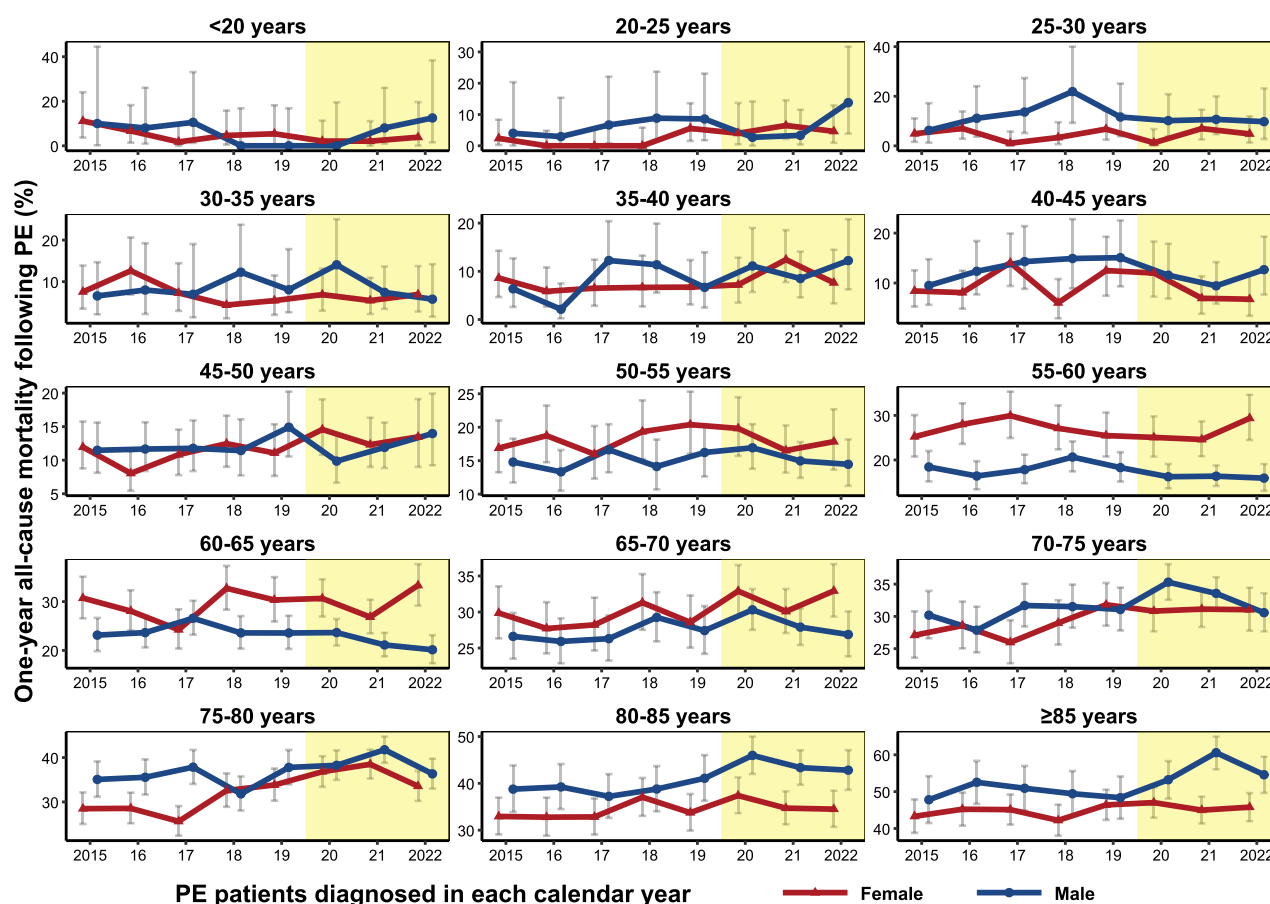 <20 years 20-25 years 25-30 years
40 30 40
20 20 20
10
0 0 0
2015 16 17 18 19 20 21 2022 2015 16 17 18 19 20 21 2022 2015 16 17 18 19 20 21 2022
30-35 years 35-40 years 40-45 years
20 20 20
10 10 10
0
2015 16 17 18 19 20 21 2022 2015 16 17 18 19 20 21 2022 2015 16 17 18 19 20 21 2022
45-50 years 50-55 years 55-60 years
20 25 30
15 20 20
10 15
5 10
2015 16 17 18 19 20 21 2022 2015 16 17 18 19 20 21 2022 2015 16 17 18 19 20 21 2022
60-65 years 65-70 years 70-75 years
30 35 35
20 30 30
25 25
2015 16 17 18 19 20 21 2022 2015 16 17 18 19 20 21 2022 2015 16 17 18 19 20 21 2022
75-80 years 80-85 years ≥85 years
40 50 60
30 40 50
30 40
2015 16 17 18 19 20 21 2022 2015 16 17 18 19 20 21 2022 2015 16 17 18 19 20 21 2022
One-year all-cause mortality following PE (%)
PE patients diagnosed in each calendar year Female Male